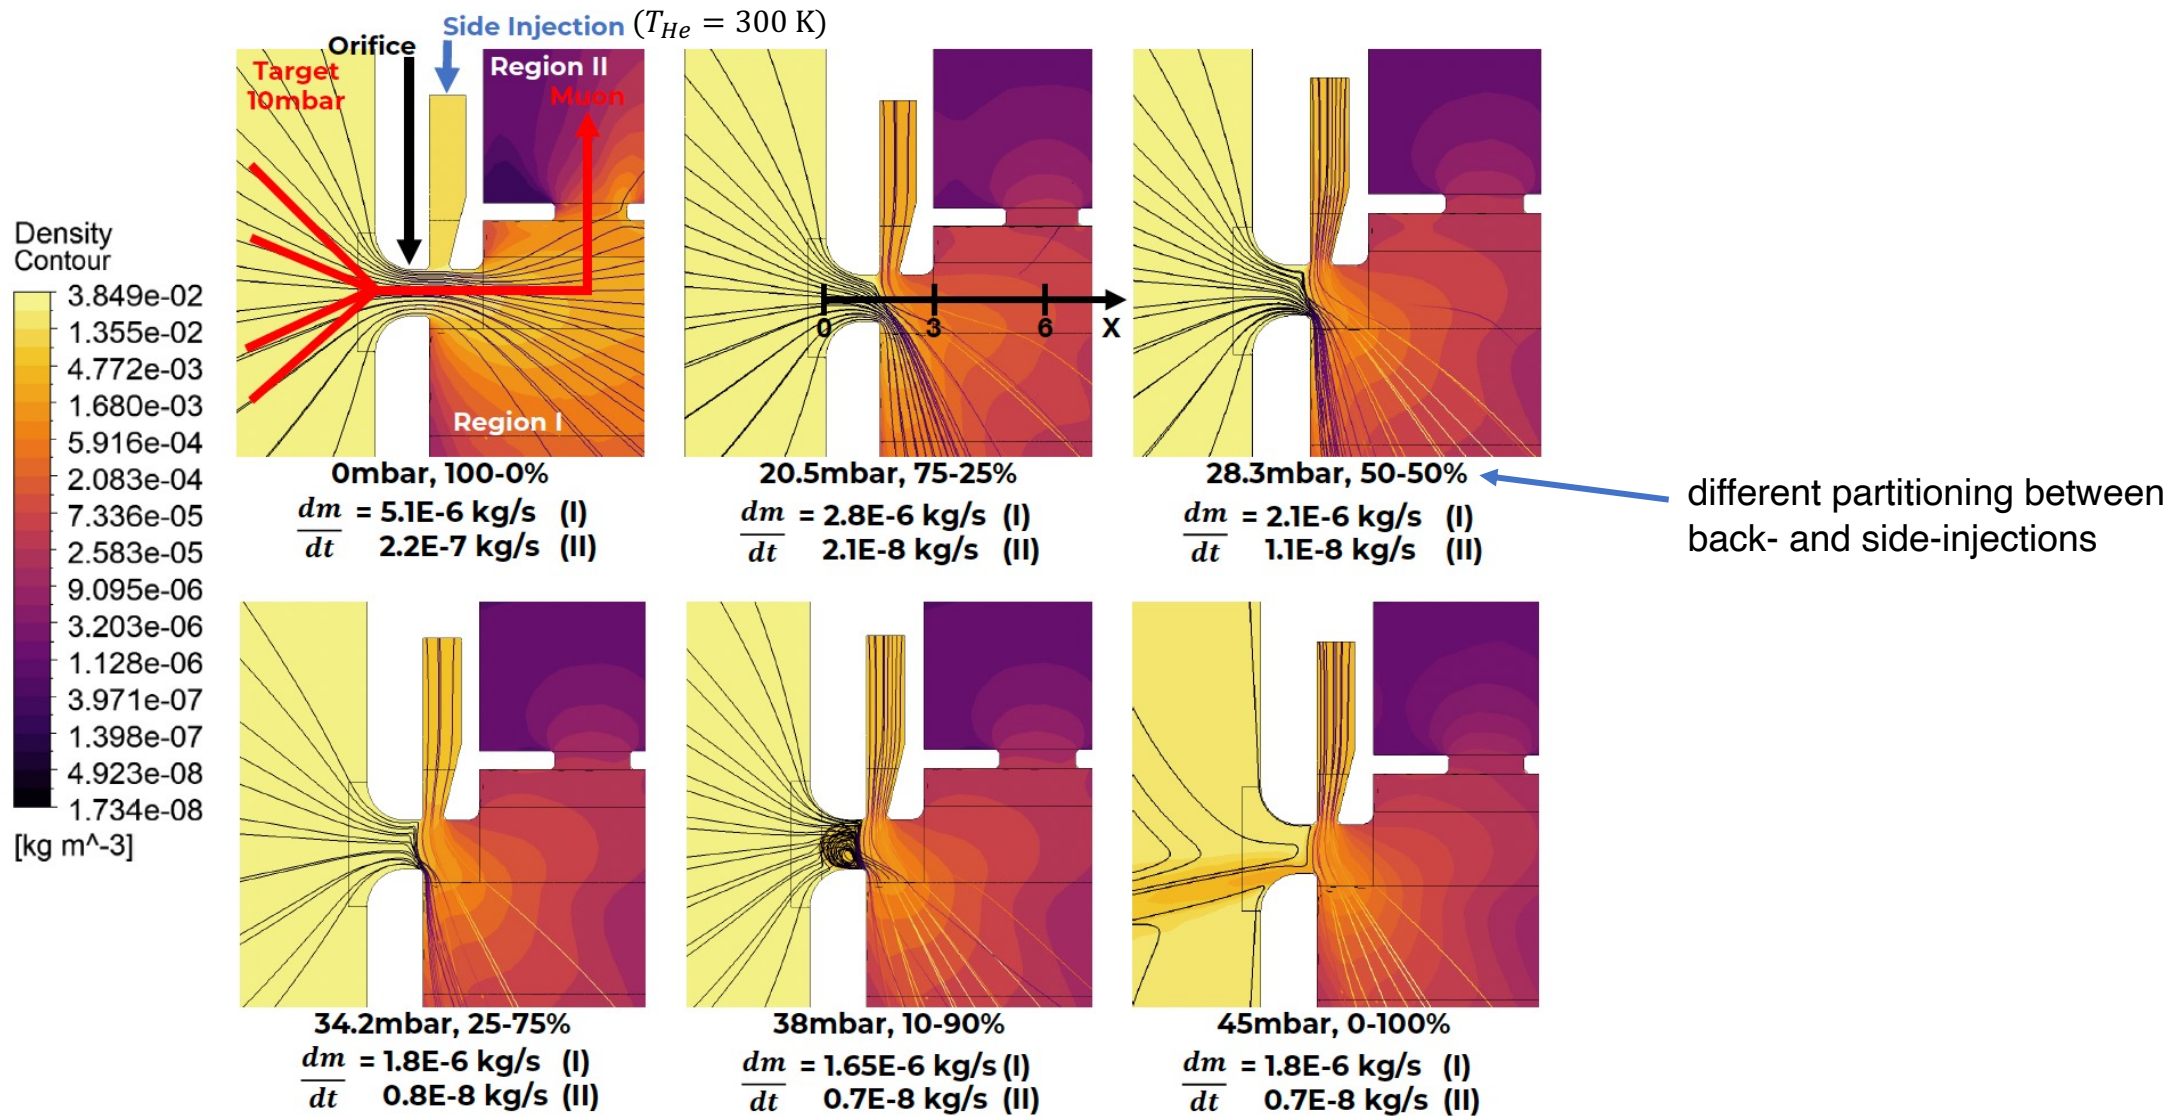 Side Injection (T_He = 300 K)
Orifice
Target
10mbar
Region II
Muon
Region I
0 3 6 X
Density
Contour
3.849e-02
1.355e-02
4.772e-03
1.680e-03
5.916e-04
2.083e-04
7.336e-05
2.583e-05
9.095e-06
3.203e-06
1.128e-06
3.971e-07
1.398e-07
4.923e-08
1.734e-08
[kg m^-3]
0mbar, 100-0%
dm/dt = 5.1E-6 kg/s (I)
2.2E-7 kg/s (II)
20.5mbar, 75-25%
dm/dt = 2.8E-6 kg/s (I)
2.1E-8 kg/s (II)
28.3mbar, 50-50%
dm/dt = 2.1E-6 kg/s (I)
1.1E-8 kg/s (II)
different partitioning between
back- and side-injections
34.2mbar, 25-75%
dm/dt = 1.8E-6 kg/s (I)
0.8E-8 kg/s (II)
38mbar, 10-90%
dm/dt = 1.65E-6 kg/s (I)
0.7E-8 kg/s (II)
45mbar, 0-100%
dm/dt = 1.8E-6 kg/s (I)
0.7E-8 kg/s (II)